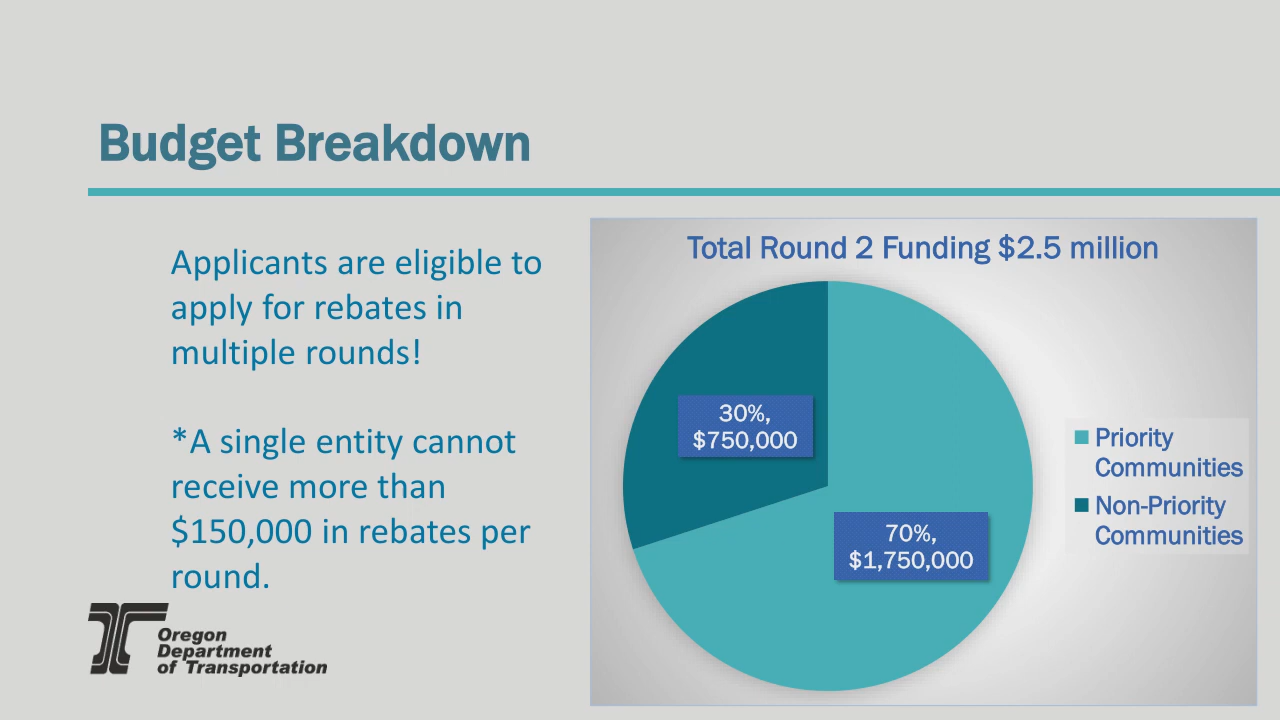 Budget Breakdown
Applicants are eligible to
apply for rebates in
multiple rounds!
*A single entity cannot
receive more than
$150,000 in rebates per
round.
Oregon
Department
of Transportation
Total Round 2 Funding $2.5 million
30%,
$750,000
70%,
$1,750,000
Priority
Communities
Non-Priority
Communities